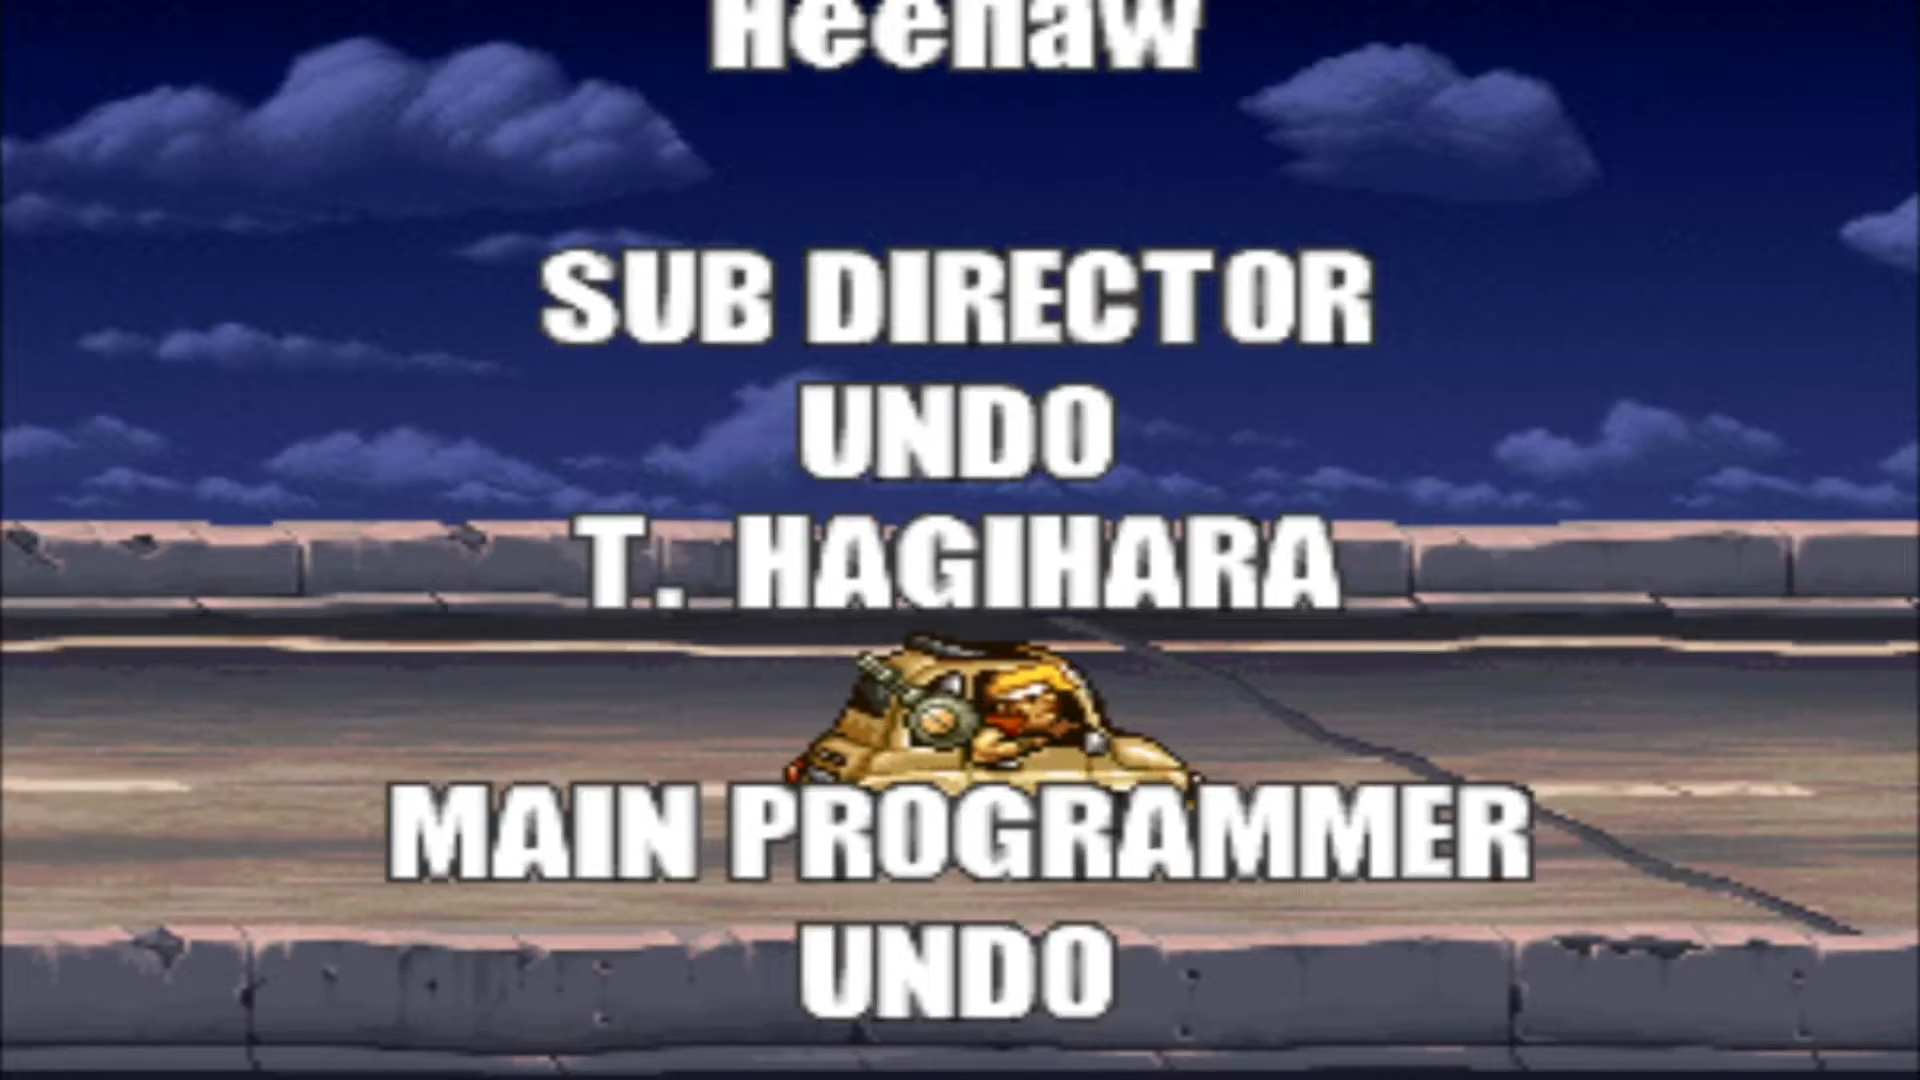 Heehaw
SUB DIRECTOR
UNDO
T. HAGIHARA
MAIN PROGRAMMER
UNDO